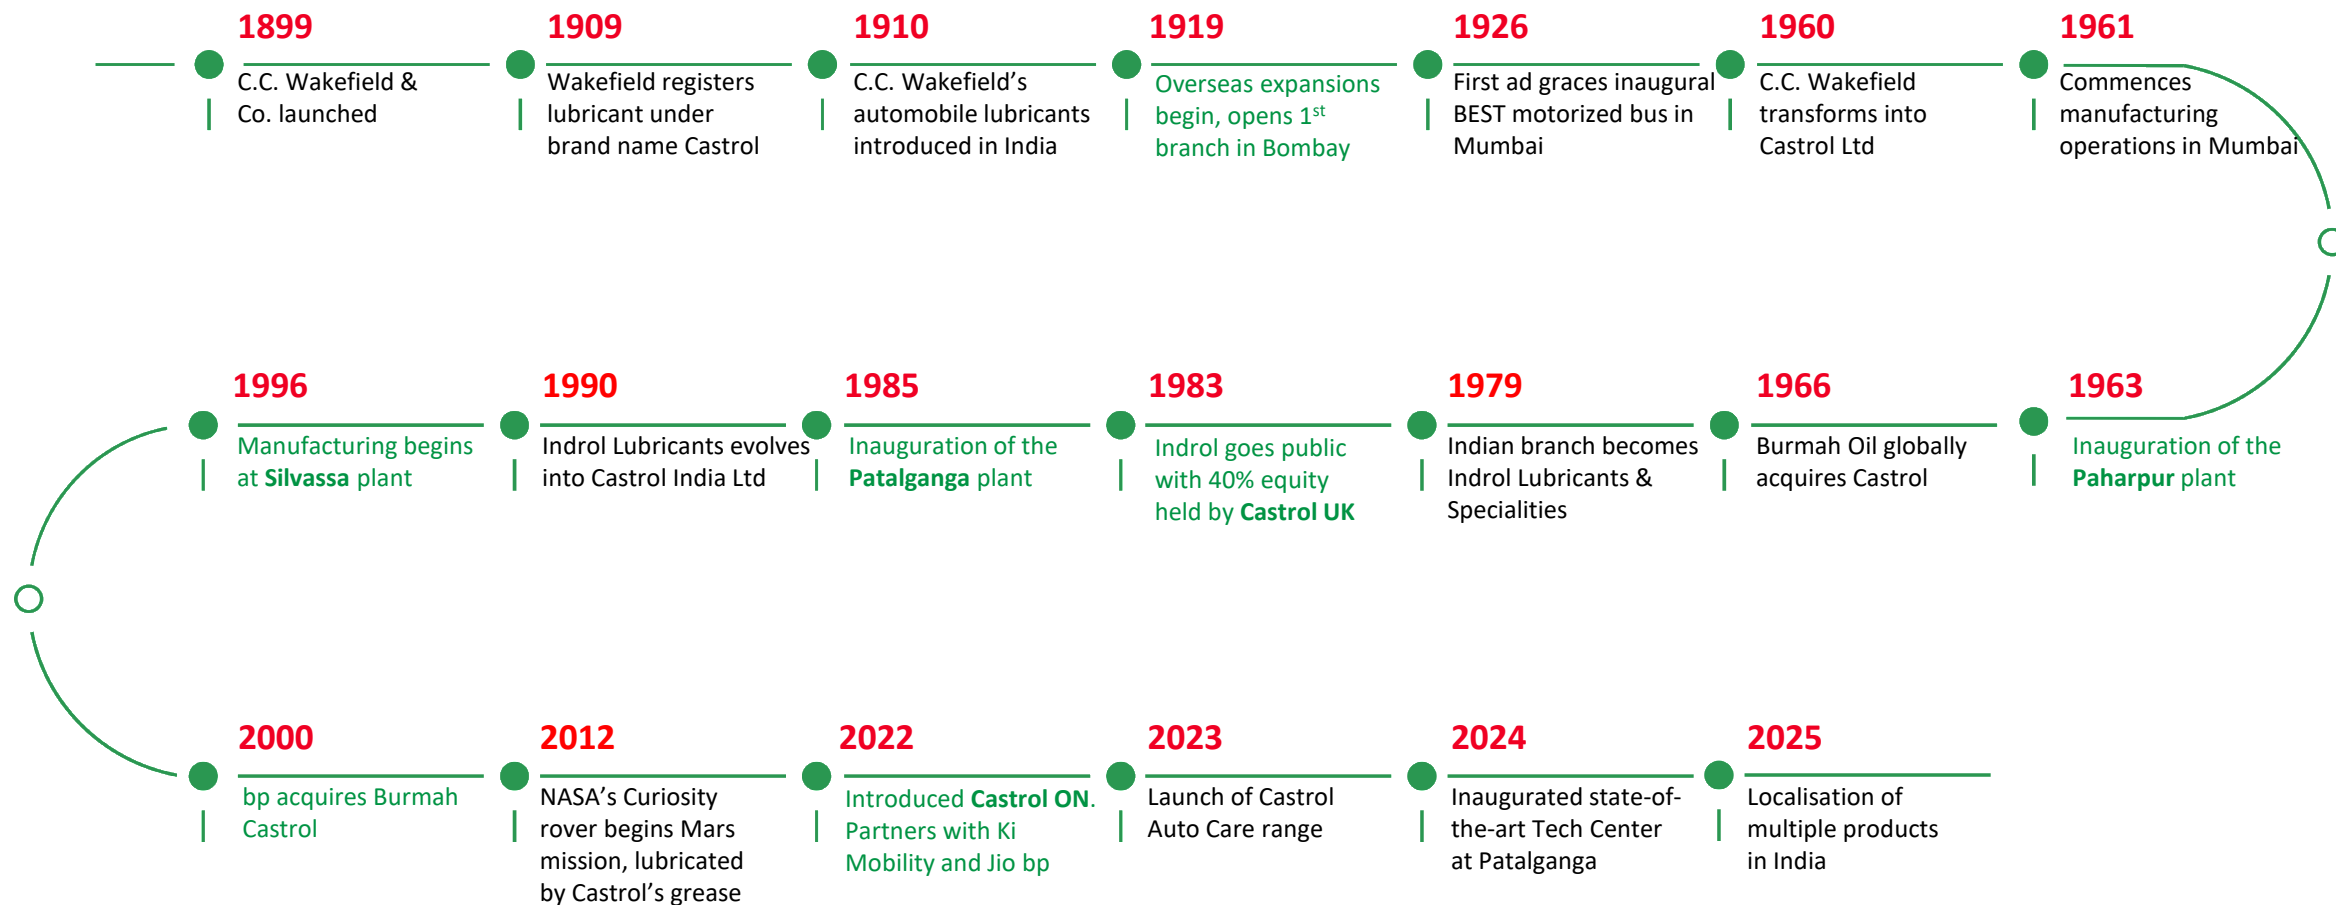 1899
C.C. Wakefield &
Co. launched
1909
Wakefield registers
lubricant under
brand name Castrol
1910
C.C. Wakefield’s
automobile lubricants
introduced in India
1919
Overseas expansions
begin, opens 1st
branch in Bombay
1926
First ad graces inaugural
BEST motorized bus in
Mumbai
1960
C.C. Wakefield
transforms into
Castrol Ltd
1961
Commences
manufacturing
operations in Mumbai
1963
Inauguration of the
Paharpur plant
1966
Burmah Oil globally
acquires Castrol
1979
Indian branch becomes
Indrol Lubricants &
Specialities
1983
Indrol goes public
with 40% equity
held by Castrol UK
1985
Inauguration of the
Patalganga plant
1990
Indrol Lubricants evolves
into Castrol India Ltd
1996
Manufacturing begins
at Silvassa plant
2000
bp acquires Burmah
Castrol
2012
NASA’s Curiosity
rover begins Mars
mission, lubricated
by Castrol’s grease
2022
Introduced Castrol ON.
Partners with Ki
Mobility and Jio bp
2023
Launch of Castrol
Auto Care range
2024
Inaugurated state-of-
the-art Tech Center
at Patalganga
2025
Localisation of
multiple products
in India